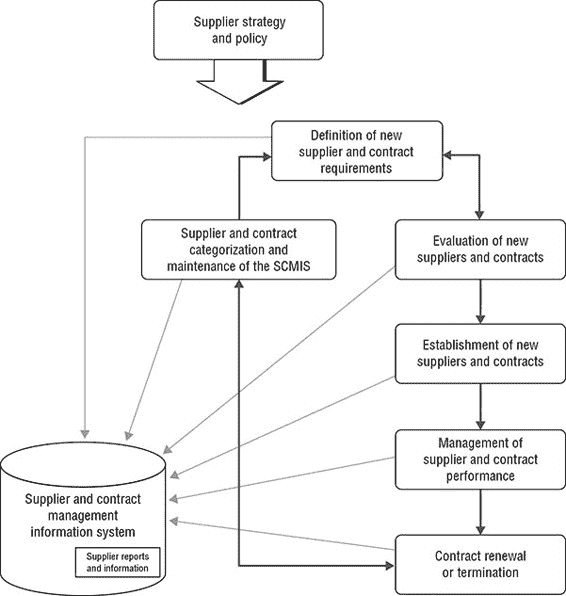 Supplier strategy
and policy
Definition of new
supplier and contract
requirements
Supplier and contract
categorization and
maintenance of the SCMIS
Evaluation of new
suppliers and contracts
Establishment of new
suppliers and contracts
Management of
supplier and contract
performance
Supplier and contract
management
information system
Supplier reports
and information
Contract renewal
or termination